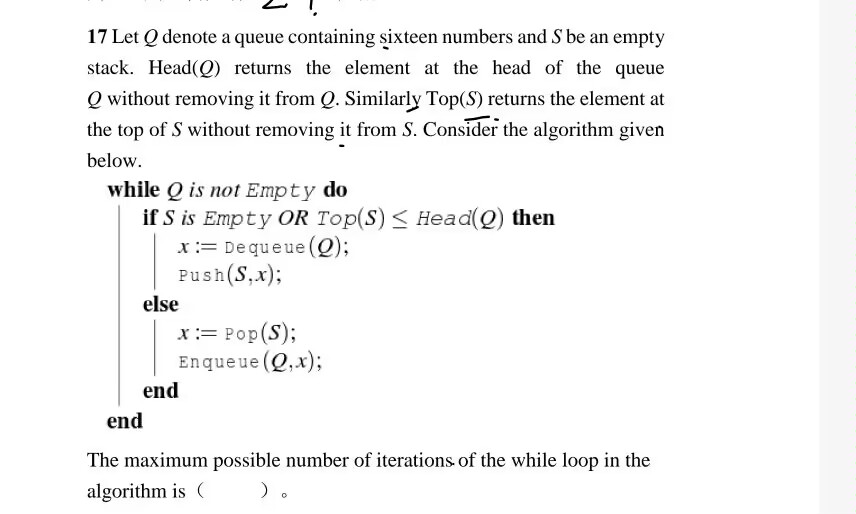 17 Let Q denote a queue containing sixteen numbers and S be an empty
stack. Head(Q) returns the element at the head of the queue
Q without removing it from Q. Similarly Top(S) returns the element at
the top of S without removing it from S. Consider the algorithm given
below.
while Q is not Empty do
if S is Empty OR Top(S) ≤ Head(Q) then
x := Dequeue(Q);
Push(S,x);
else
x := Pop(S);
Enqueue(Q,x);
end
end
The maximum possible number of iterations of the while loop in the
algorithm is（ ）。